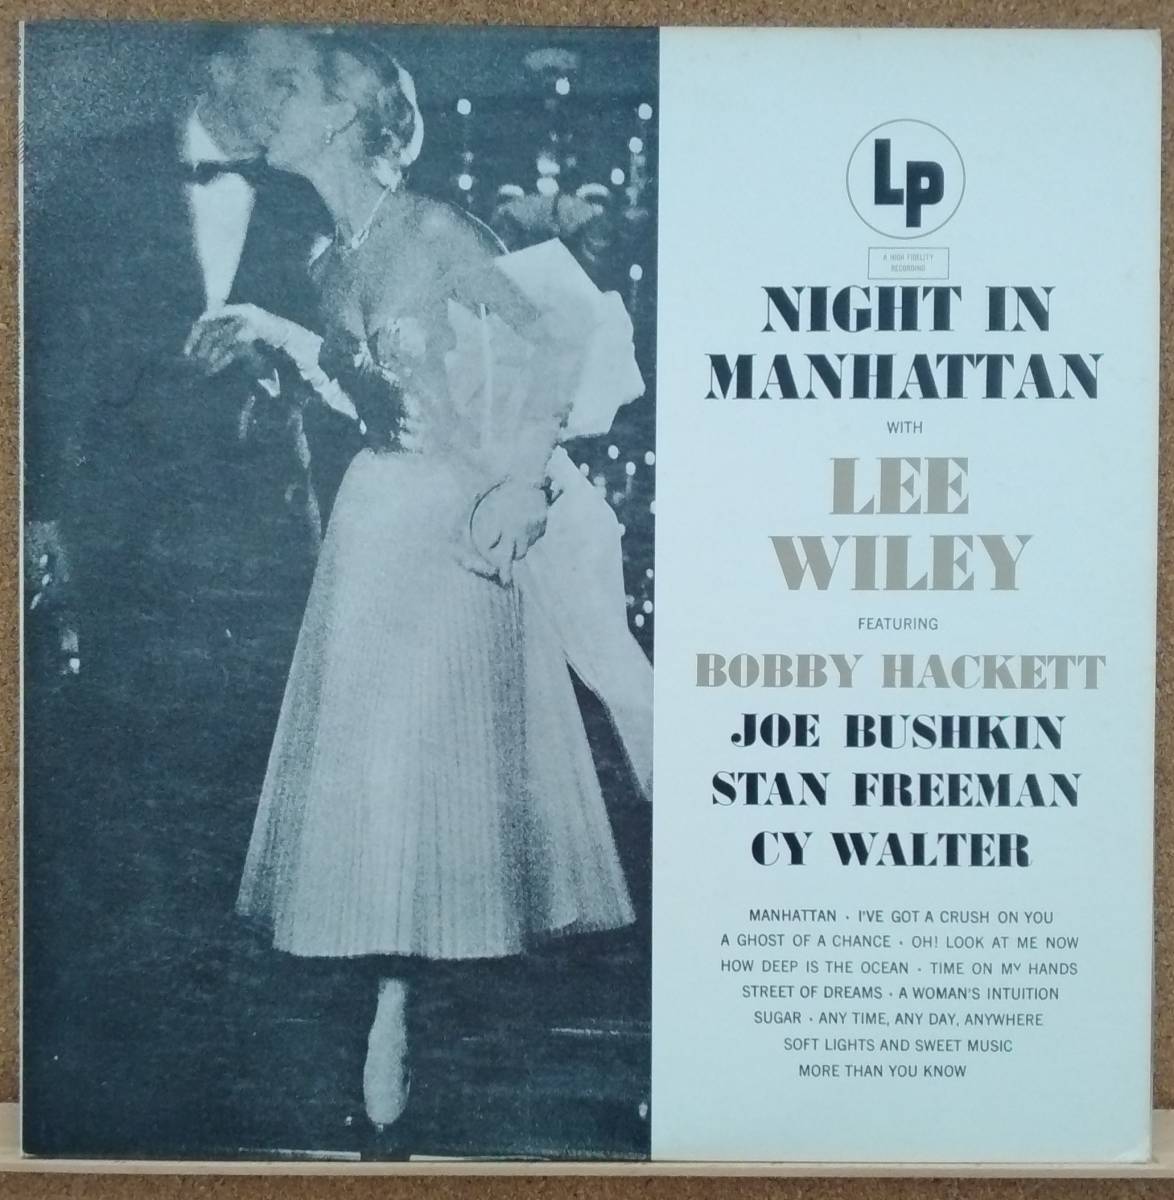 LP
A HIGH FIDELITY
RECORDING
NIGHT IN
MANHATTAN
WITH
LEE
WILEY
FEATURING
BOBBY HACKETT
JOE BUSHKIN
STAN FREEMAN
CY WALTER
MANHATTAN · I'VE GOT A CRUSH ON YOU
A GHOST OF A CHANCE · OH! LOOK AT ME NOW
HOW DEEP IS THE OCEAN · TIME ON MY HANDS
STREET OF DREAMS · A WOMAN'S INTUITION
SUGAR · ANY TIME, ANY DAY, ANYWHERE
SOFT LIGHTS AND SWEET MUSIC
MORE THAN YOU KNOW